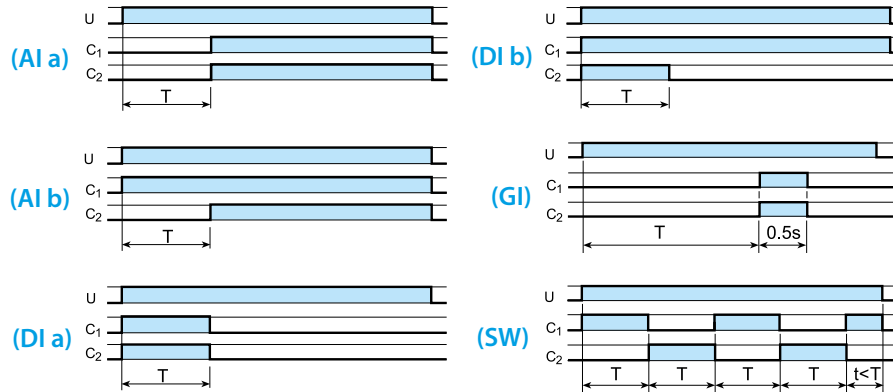 (AI a)
U
C₁
C₂
T
(AI b)
U
C₁
C₂
T
(DI a)
U
C₁
C₂
T
(DI b)
U
C₁
C₂
T
(GI)
U
C₁
C₂
T 0.5s
(SW)
U
C₁
C₂
T T T T t<T